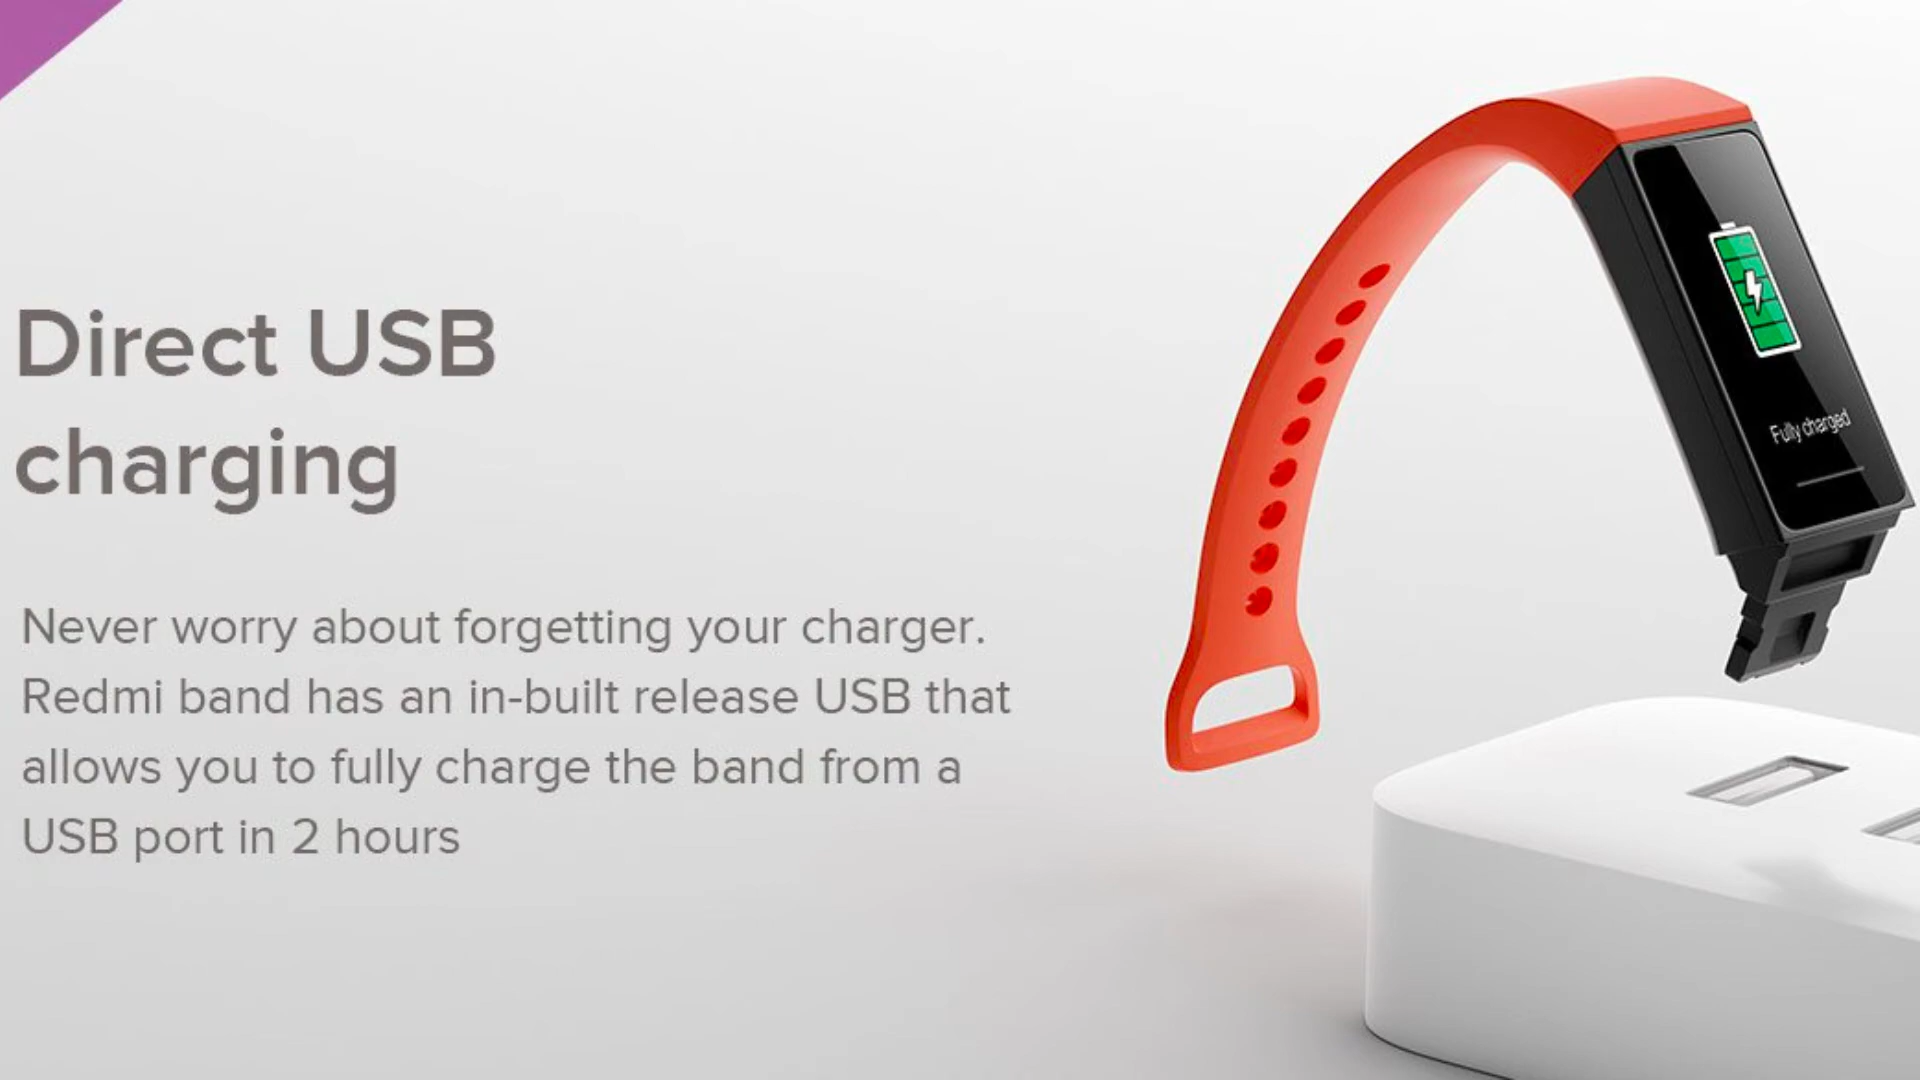 Direct USB
charging
Never worry about forgetting your charger.
Redmi band has an in-built release USB that
allows you to fully charge the band from a
USB port in 2 hours
Fully charged